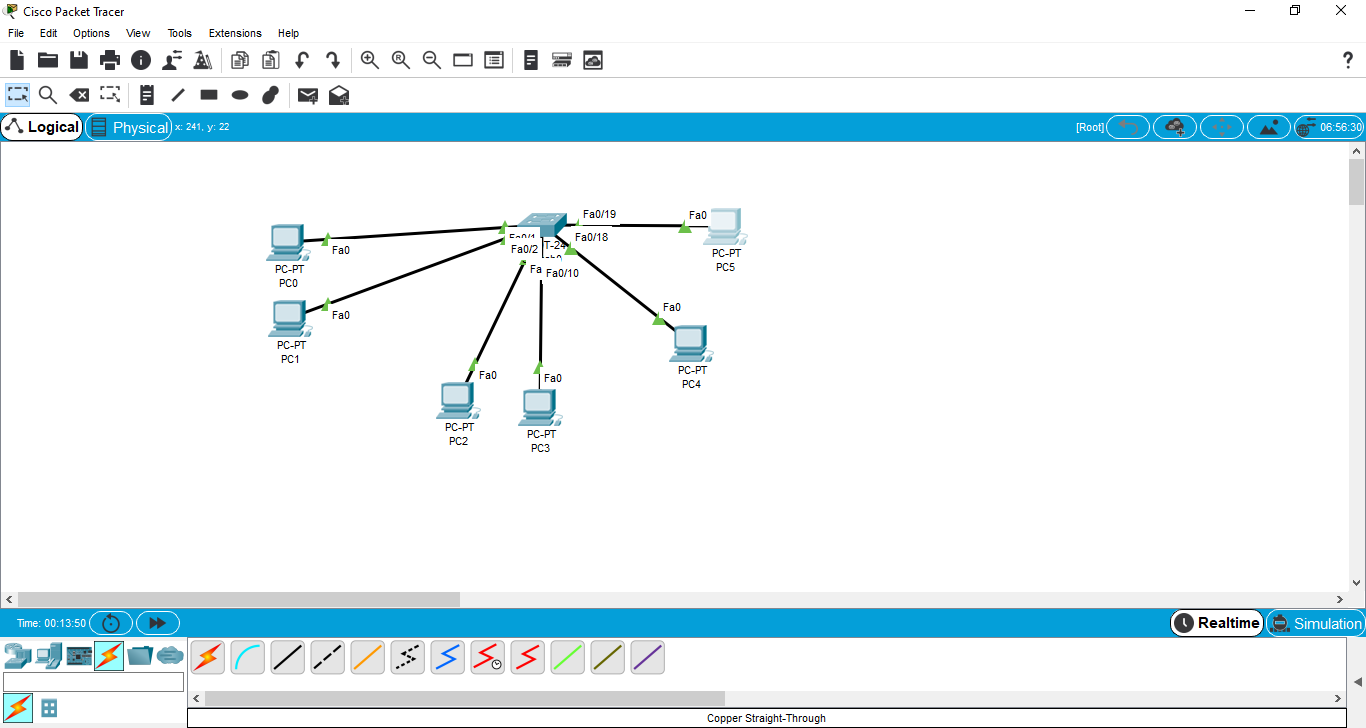 Cisco Packet Tracer
File Edit Options View Tools Extensions Help
Logical Physical x: 241, y: 22 [Root] 06:56:30
Fa0/19 Fa0
Fa0/18
Fa0/1
Fa0 Fa0/2
PC-PT PC-PT
PC0 PC5
Fa0/10
Fa0 Fa0
PC-PT
PC1
PC-PT
PC4
Fa0 Fa0
PC-PT PC-PT
PC2 PC3
Time: 00:13:50 Realtime Simulation
Copper Straight-Through